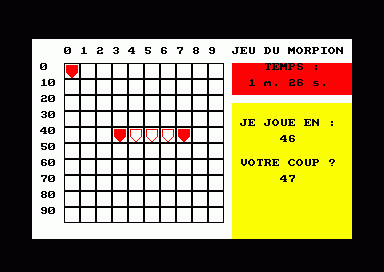 0 1 2 3 4 5 6 7 8 9 JEU DU MORPION
0 TEMPS :
10 1 m. 26 s.
20
30
JE JOUE EN :
40 46
50
VOTRE COUP ?
60 47
70
80
90